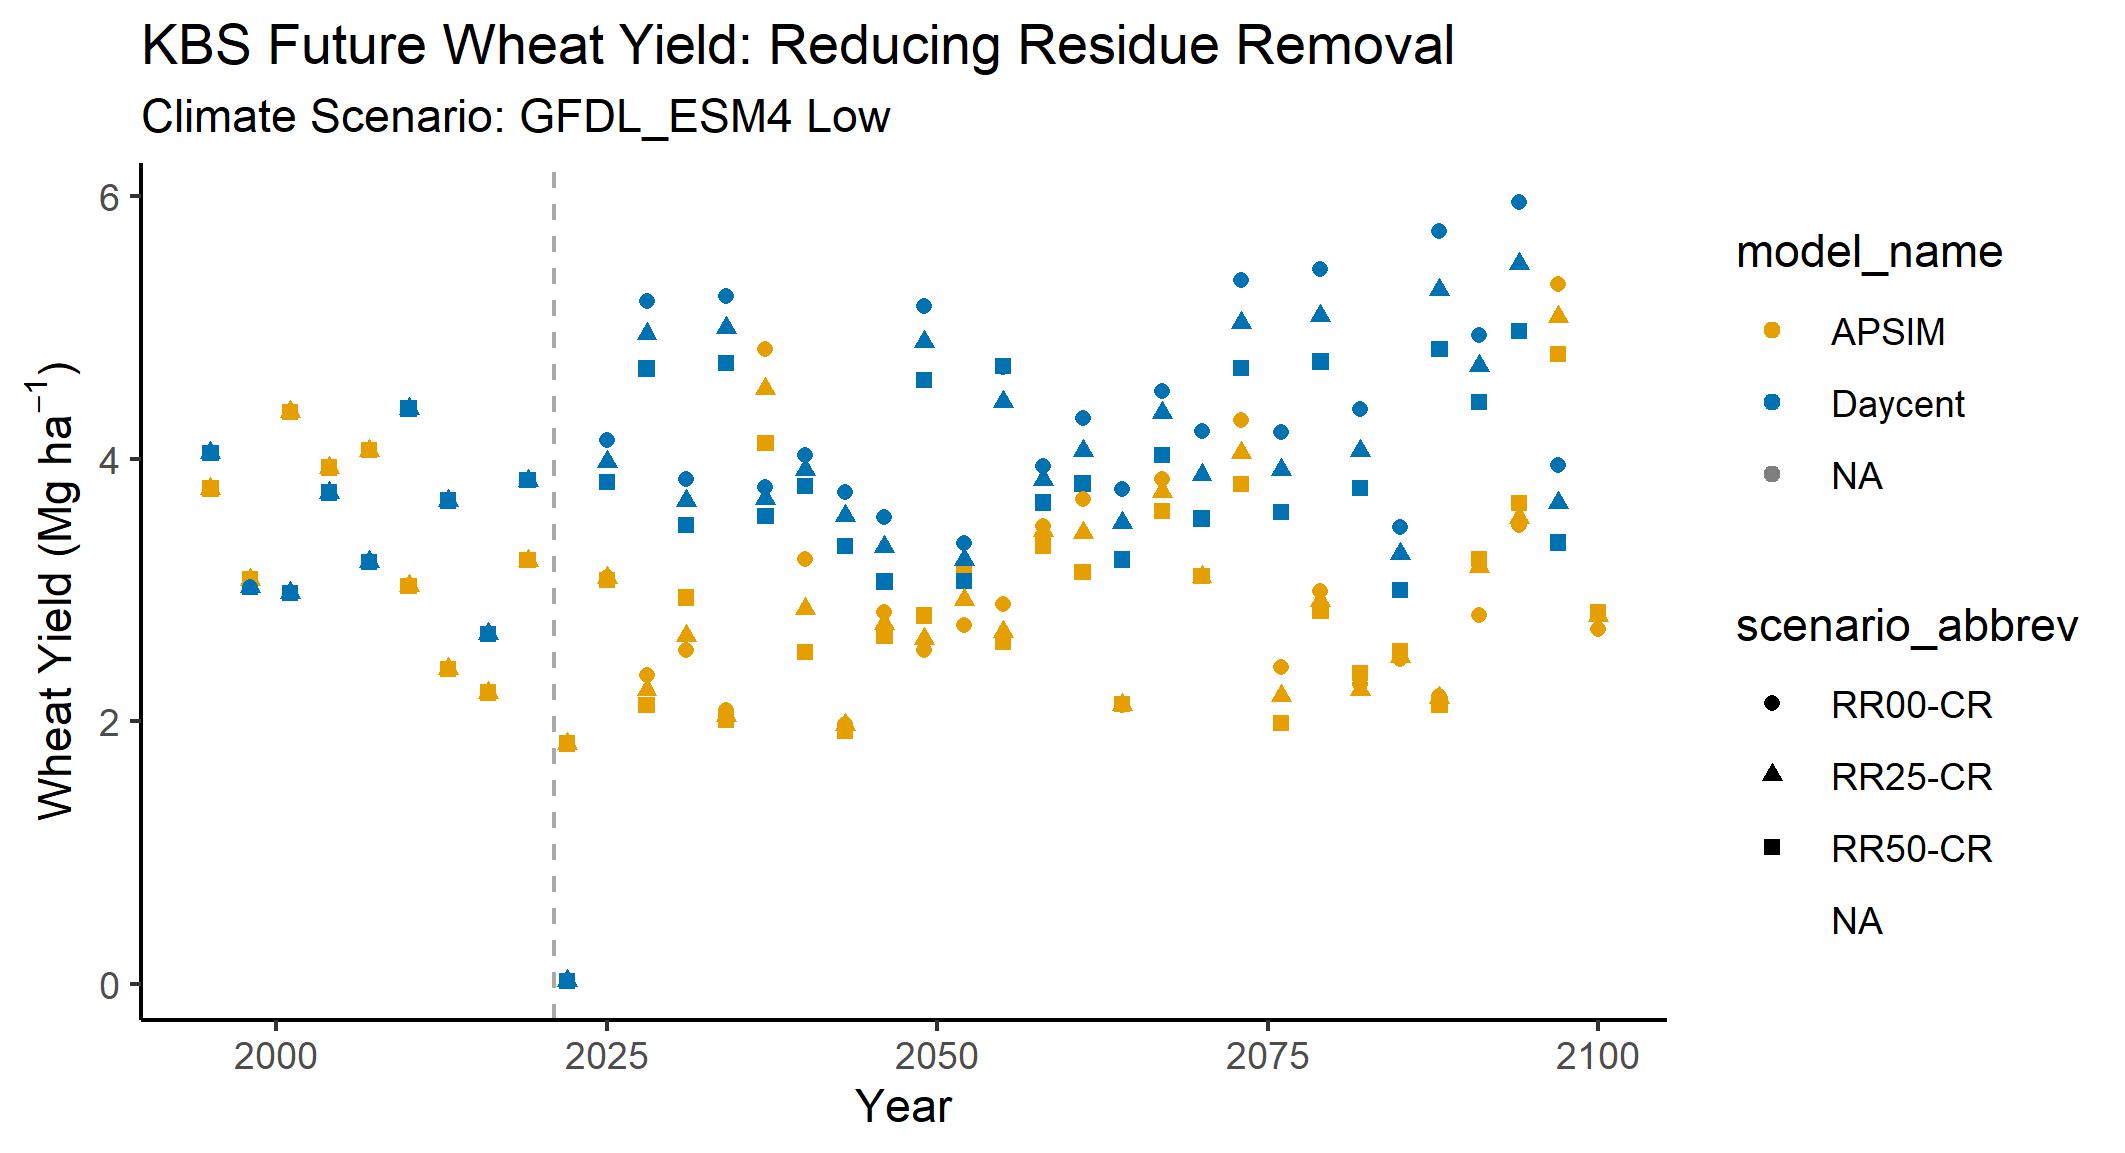 KBS Future Wheat Yield: Reducing Residue Removal
Climate Scenario: GFDL_ESM4 Low
Wheat Yield (Mg ha⁻¹)
6
4
2
0
2000 2025 2050 2075 2100
Year
model_name
APSIM
Daycent
NA
scenario_abbrev
RR00-CR
RR25-CR
RR50-CR
NA